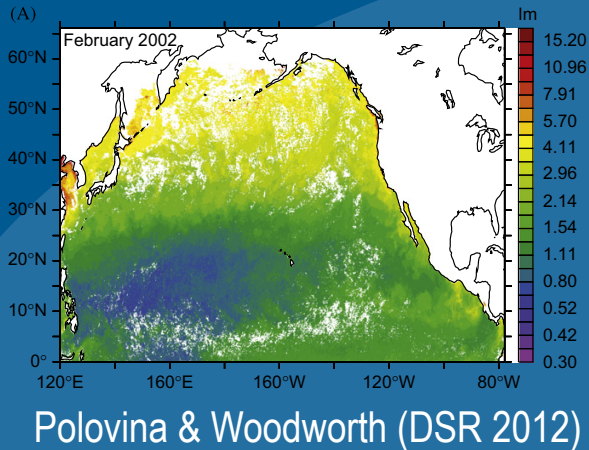 (A)
lm
February 2002
60°N
50°N
40°N
30°N
20°N
10°N
0°
15.20
10.96
7.91
5.70
4.11
2.96
2.14
1.54
1.11
0.80
0.52
0.42
0.30
120°E 160°E 160°W 120°W 80°W
Polovina & Woodworth (DSR 2012)